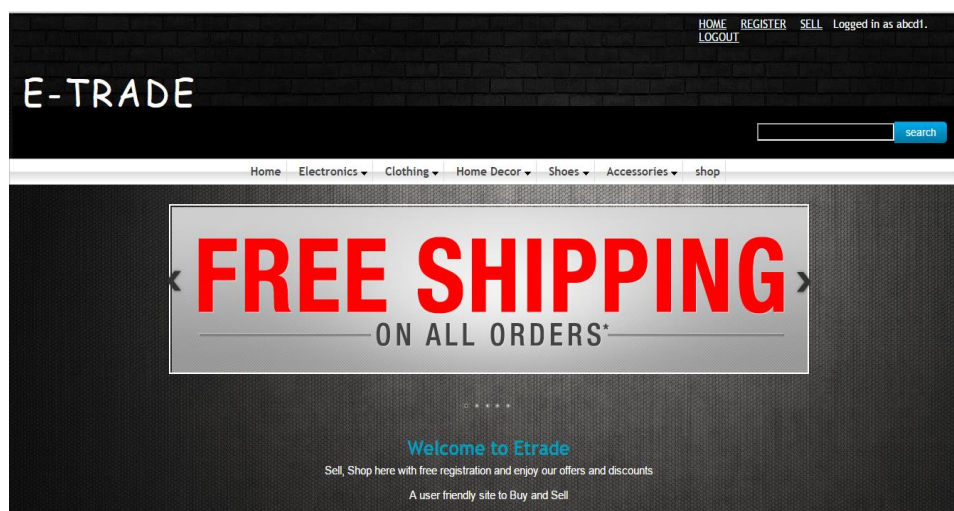 HOME REGISTER SELL Logged in as abcd1.
LOGOUT
E-TRADE
search
Home Electronics Clothing Home Decor Shoes Accessories shop
FREE SHIPPING
ON ALL ORDERS*
Welcome to Etrade
Sell, Shop here with free registration and enjoy our offers and discounts
A user friendly site to Buy and Sell